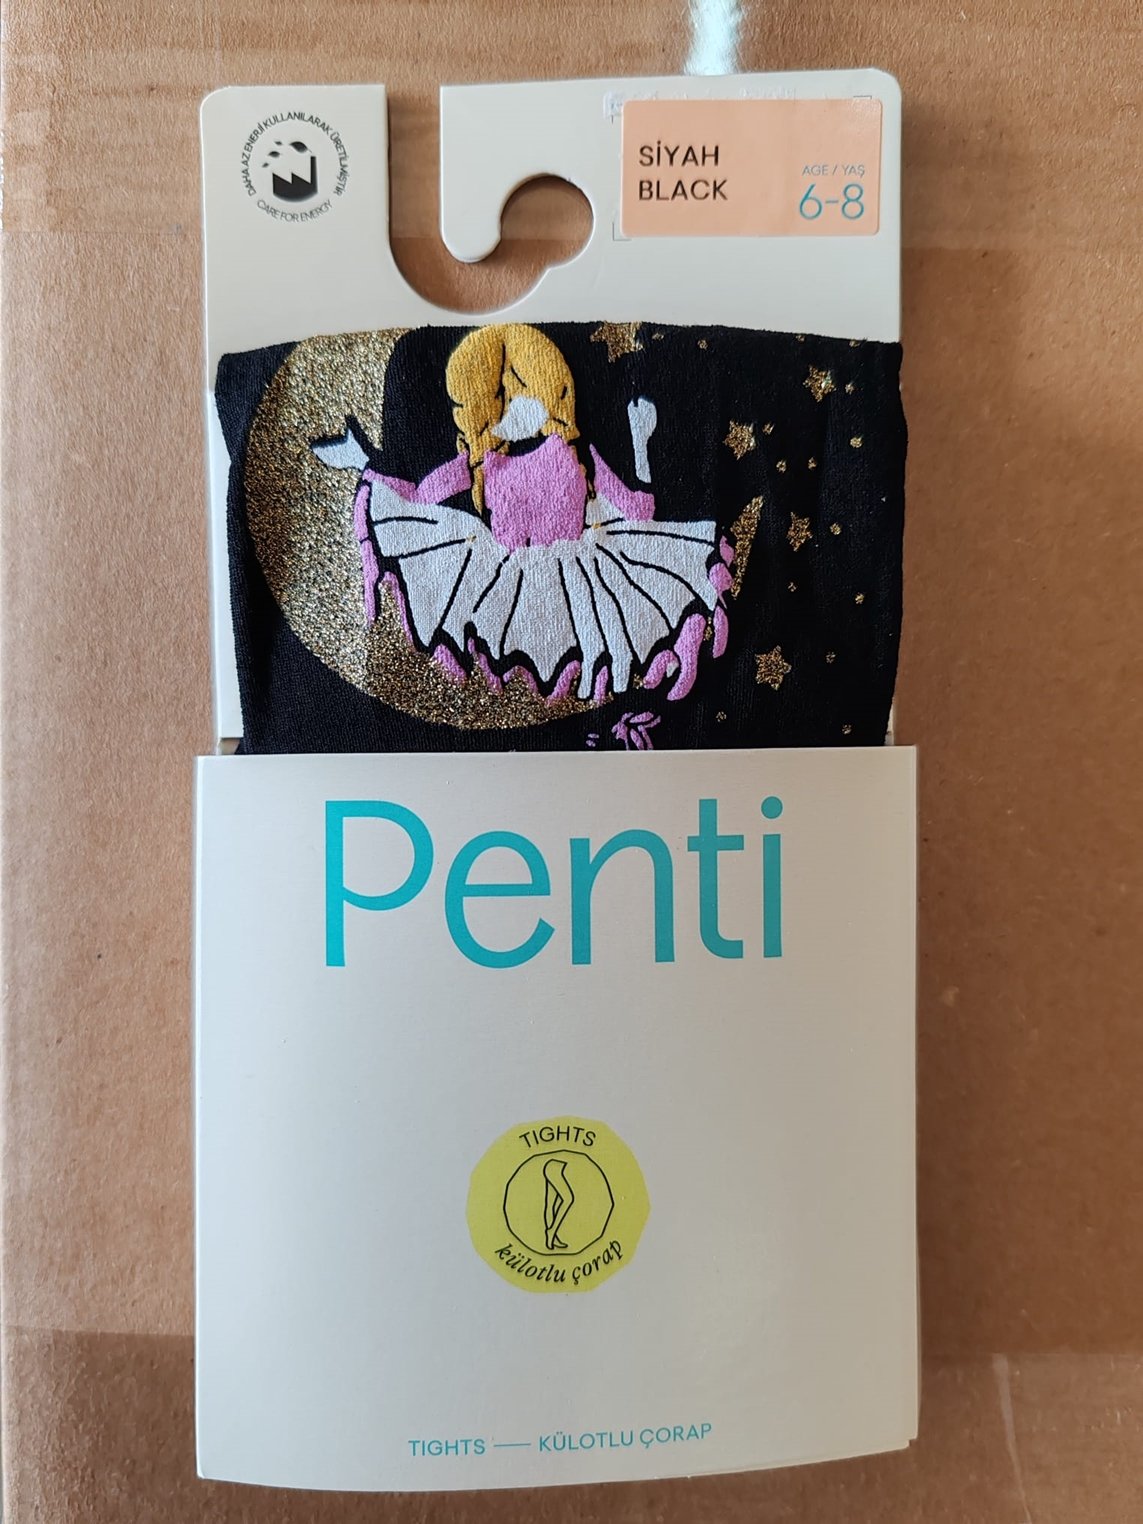 DAHA AZ ENERJİ KULLANILARAK ÜRETİLMİŞTİR
CARE FOR ENERGY
SİYAH
BLACK
AGE / YAŞ
6-8
Penti
TIGHTS
külotlu çorap
TIGHTS — KÜLOTLU ÇORAP